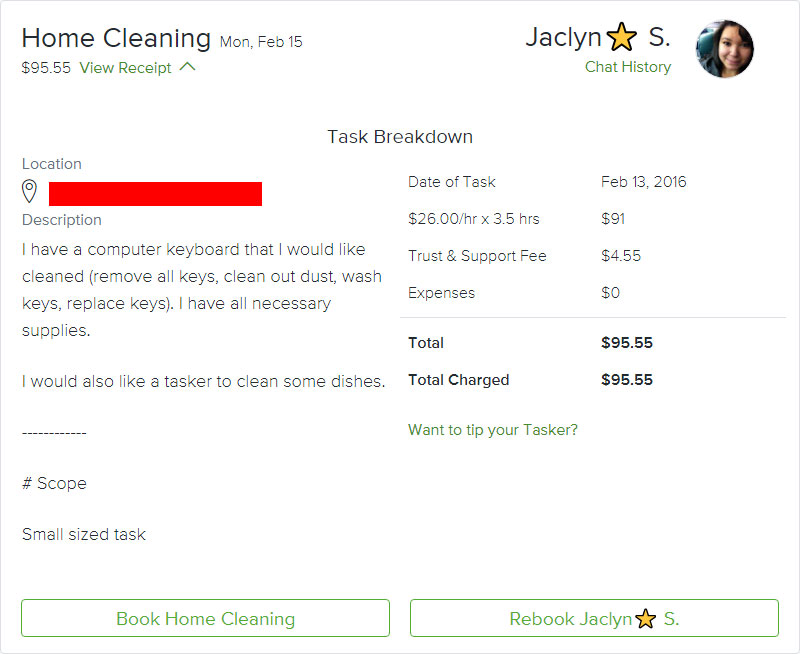 Home Cleaning Mon, Feb 15
$95.55 View Receipt
Jaclyn⭐ S.
Chat History
Task Breakdown
Location
Description
I have a computer keyboard that I would like
cleaned (remove all keys, clean out dust, wash
keys, replace keys). I have all necessary
supplies.
I would also like a tasker to clean some dishes.
------------
# Scope
Small sized task
Date of Task Feb 13, 2016
$26.00/hr x 3.5 hrs $91
Trust & Support Fee $4.55
Expenses $0
Total $95.55
Total Charged $95.55
Want to tip your Tasker?
Book Home Cleaning
Rebook Jaclyn⭐ S.